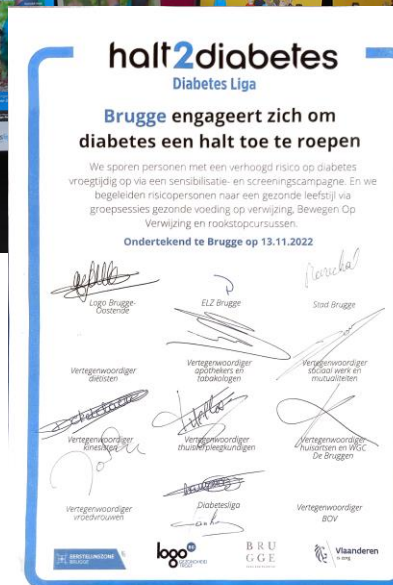 halt2diabetes
Diabetes Liga
Brugge engageert zich om
diabetes een halt toe te roepen
We sporen personen met een verhoogd risico op diabetes
vroegtijdig op via een sensibilisatie- en screeningscampagne. En we
begeleiden risicopersonen naar een gezonde leefstijl via
groepsessies gezonde voeding op verwijzing, Bewegen Op
Verwijzing en rookstopcursussen.
Ondertekend te Brugge op 13.11.2022
Logo Brugge-
Oostende
ELZ Brugge
Stad Brugge
Vertegenwoordiger
diëtisten
Vertegenwoordiger
apothekers en
tabakologen
Vertegenwoordiger
sociaal werk en
mutualiteiten
Vertegenwoordiger
kinesisten
Vertegenwoordiger
thuisverpleegkundigen
Vertegenwoordiger
huisartsen en WGC
De Bruggen
Vertegenwoordiger
vroedvrouwen
Diabetesliga
Vertegenwoordiger
BOV
EERSTELIJNSZONE
BRUGGE
logo
BRU
GGE
Vlaanderen
is zorg